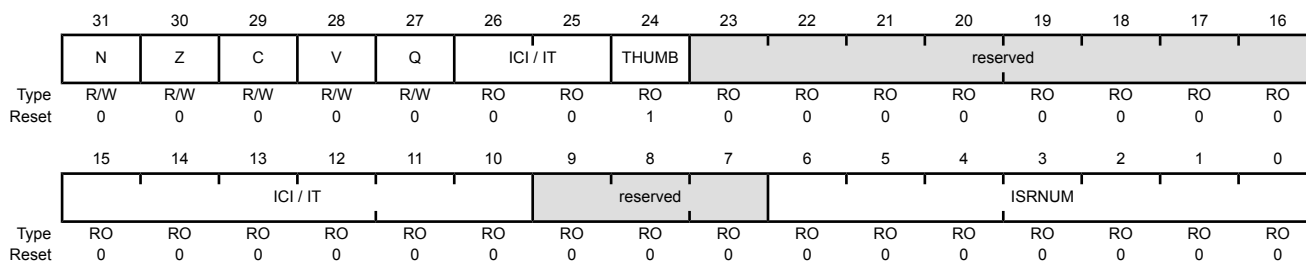 31 30 29 28 27 26 25 24 23 22 21 20 19 18 17 16
N Z C V Q ICI / IT THUMB reserved
Type R/W R/W R/W R/W R/W RO RO RO RO RO RO RO RO RO RO RO
Reset 0 0 0 0 0 0 0 1 0 0 0 0 0 0 0 0
15 14 13 12 11 10 9 8 7 6 5 4 3 2 1 0
ICI / IT reserved ISRNUM
Type RO RO RO RO RO RO RO RO RO RO RO RO RO RO RO RO
Reset 0 0 0 0 0 0 0 0 0 0 0 0 0 0 0 0